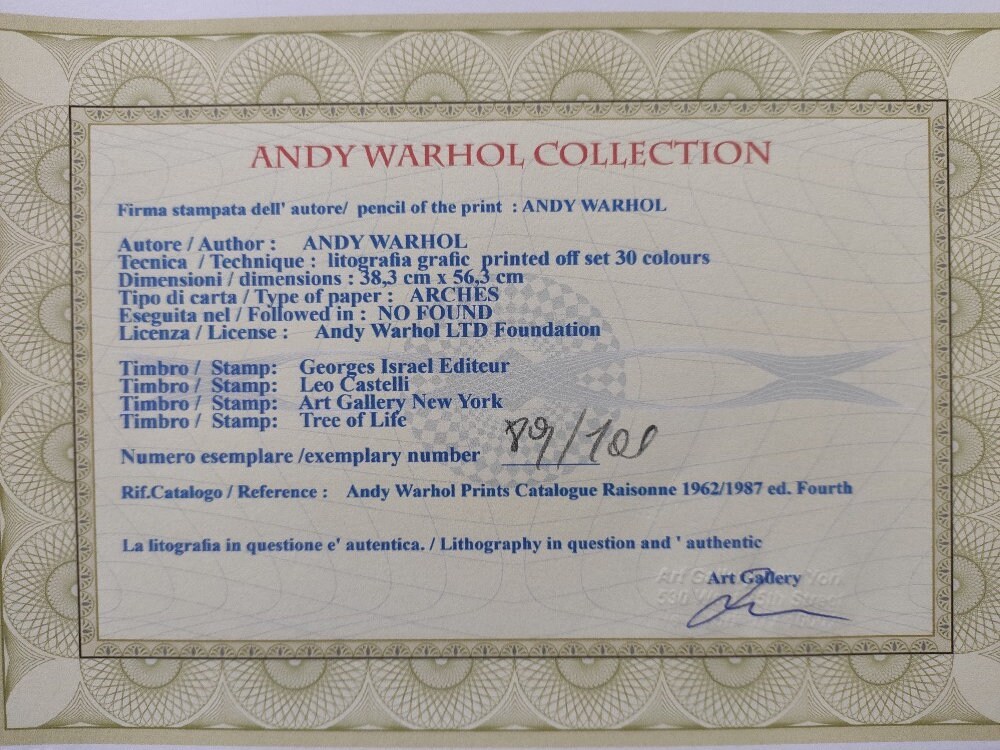 ANDY WARHOL COLLECTION
Firma stampata dell' autore/ pencil of the print : ANDY WARHOL
Autore / Author : ANDY WARHOL
Tecnica / Technique : litografia grafic printed off set 30 colours
Dimensioni / dimensions : 38,3 cm x 56,3 cm
Tipo di carta / Type of paper : ARCHES
Eseguita nel / Followed in : NO FOUND
Licenza / License : Andy Warhol LTD Foundation
Timbro / Stamp: Georges Israel Editeur
Timbro / Stamp: Leo Castelli
Timbro / Stamp: Art Gallery New York
Timbro / Stamp: Tree of Life
Numero esemplare /exemplary number 89/100
Rif.Catalogo / Reference : Andy Warhol Prints Catalogue Raisonne 1962/1987 ed. Fourth
La litografia in questione e' autentica. / Lithography in question and ' authentic
Art Gallery